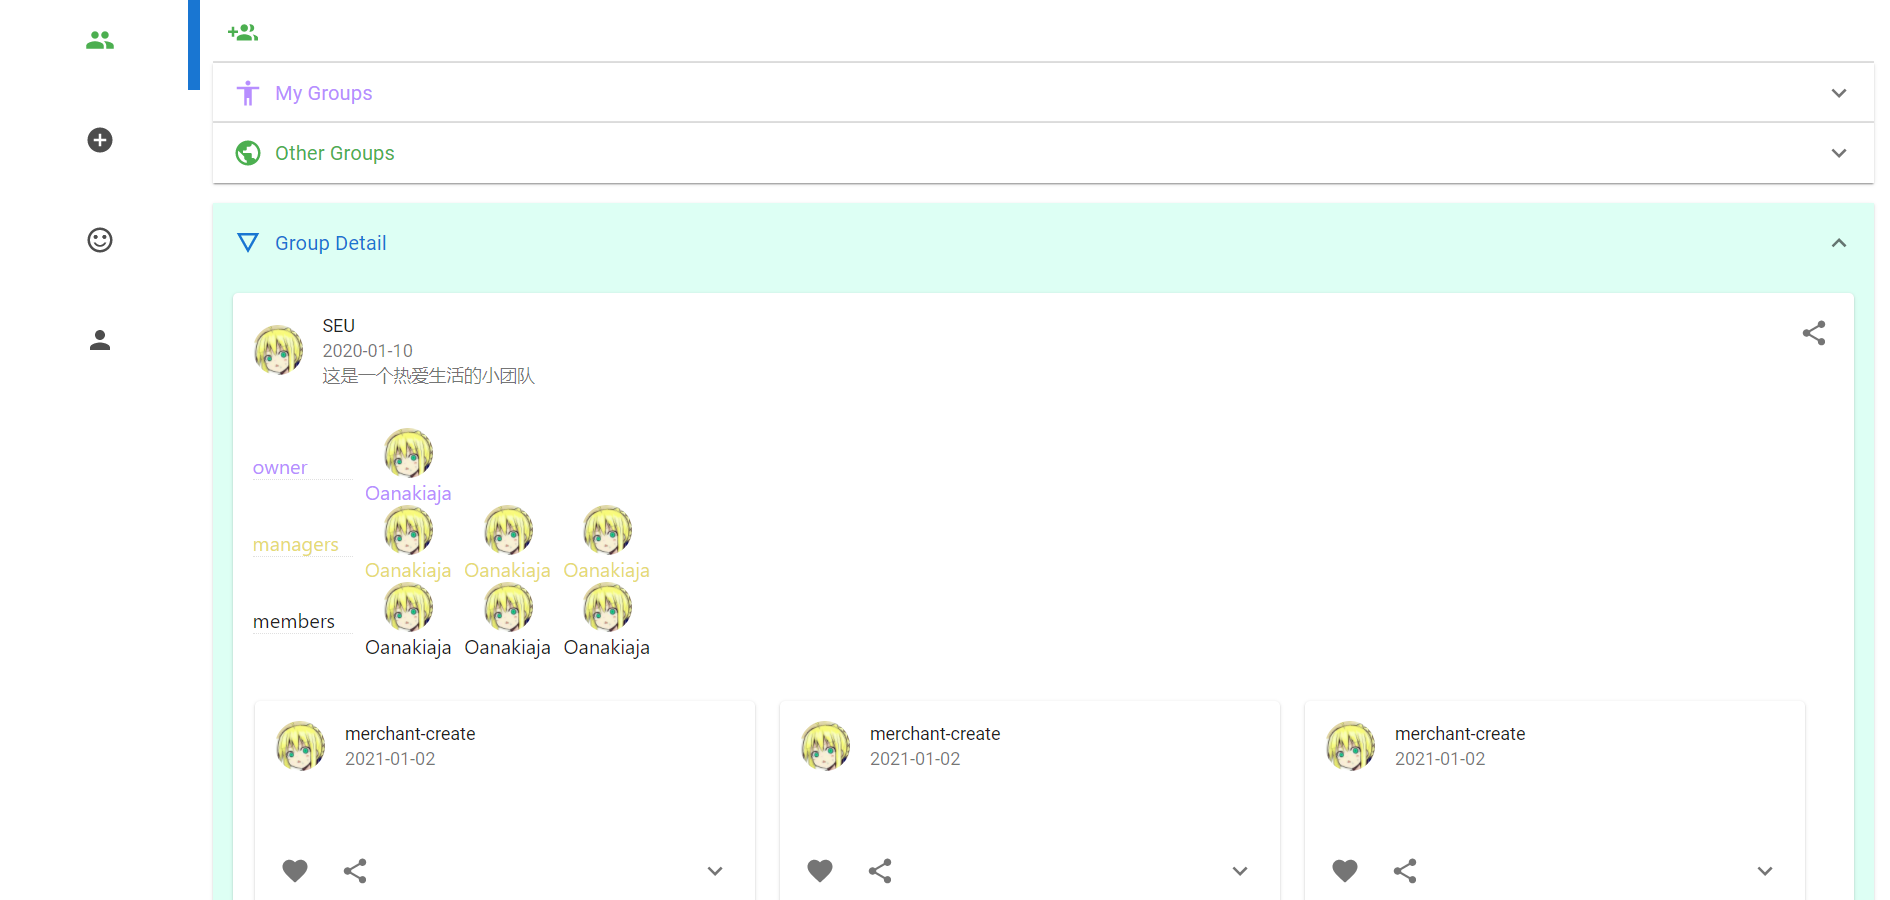 My Groups
Other Groups
Group Detail
SEU
2020-01-10
这是一个热爱生活的小团队
owner
Oanakiaja
managers
Oanakiaja Oanakiaja Oanakiaja
members
Oanakiaja Oanakiaja Oanakiaja
merchant-create
2021-01-02
merchant-create
2021-01-02
merchant-create
2021-01-02